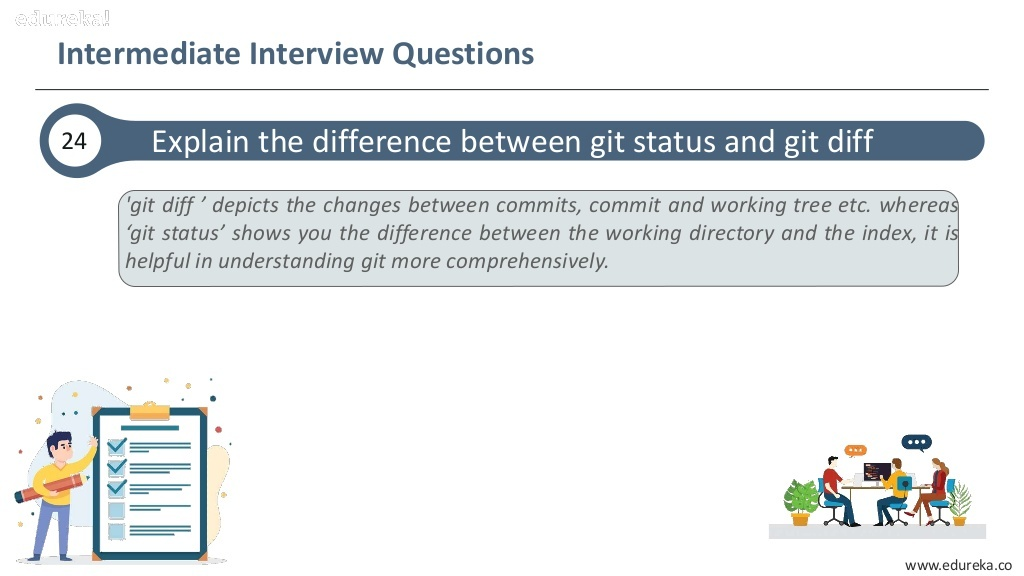 edureka!
Intermediate Interview Questions
24
Explain the difference between git status and git diff
'git diff ’ depicts the changes between commits, commit and working tree etc. whereas
‘git status’ shows you the difference between the working directory and the index, it is
helpful in understanding git more comprehensively.
www.edureka.co